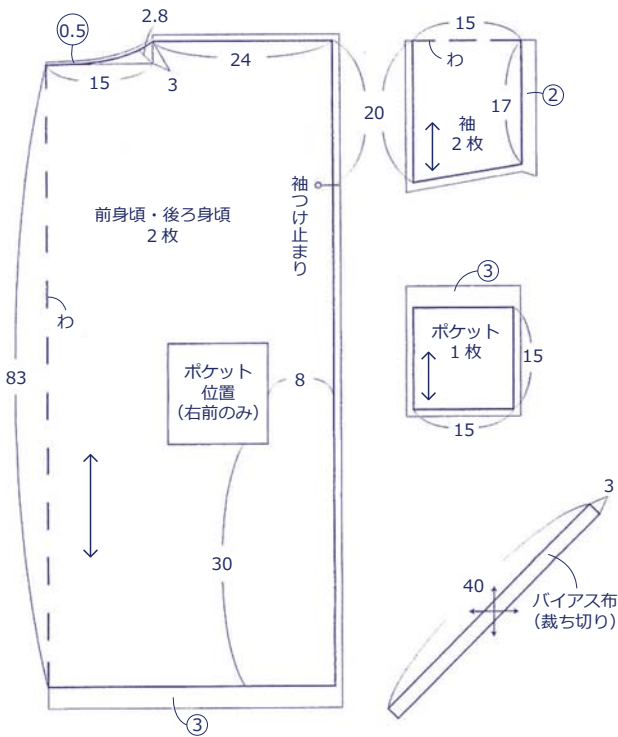 2.8
0.5
15
24
15
3
わ
20
17
②
袖
2 枚
袖つけ止まり
前身頃・後ろ身頃
2 枚
③
わ
ポケット
1 枚
15
15
ポケット
位置
（右前のみ）
8
83
30
3
40
バイアス布
（裁ち切り）
③